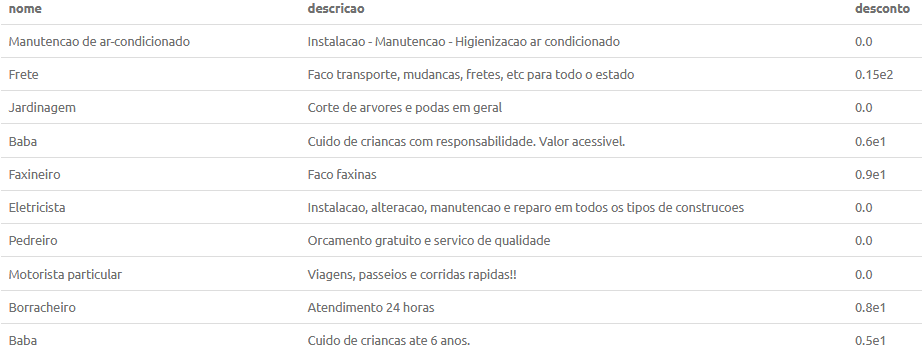 nome descricao desconto
Manutencao de ar-condicionado Instalacao - Manutencao - Higienizacao ar condicionado 0.0
Frete Faco transporte, mudancas, fretes, etc para todo o estado 0.15e2
Jardinagem Corte de arvores e podas em geral 0.0
Baba Cuido de criancas com responsabilidade. Valor acessivel. 0.6e1
Faxineiro Faco faxinas 0.9e1
Eletricista Instalacao, alteracao, manutencao e reparo em todos os tipos de construcoes 0.0
Pedreiro Orcamento gratuito e servico de qualidade 0.0
Motorista particular Viagens, passeios e corridas rapidas!! 0.0
Borracheiro Atendimento 24 horas 0.8e1
Baba Cuido de criancas ate 6 anos. 0.5e1